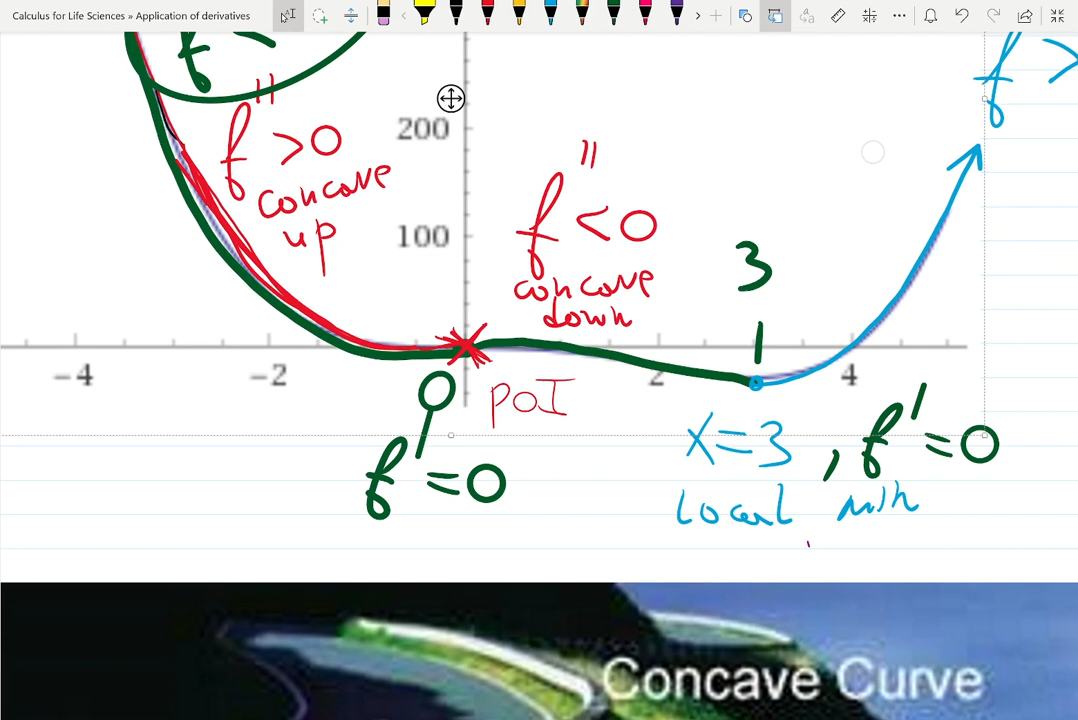 Calculus for Life Sciences » Application of derivatives
f <
f >
f'' > 0
concave
up
200
100
f'' < 0
concave
down
3
-4
-2
2
4
0
POI
f' = 0
x=3, f' = 0
local min
Concave Curve